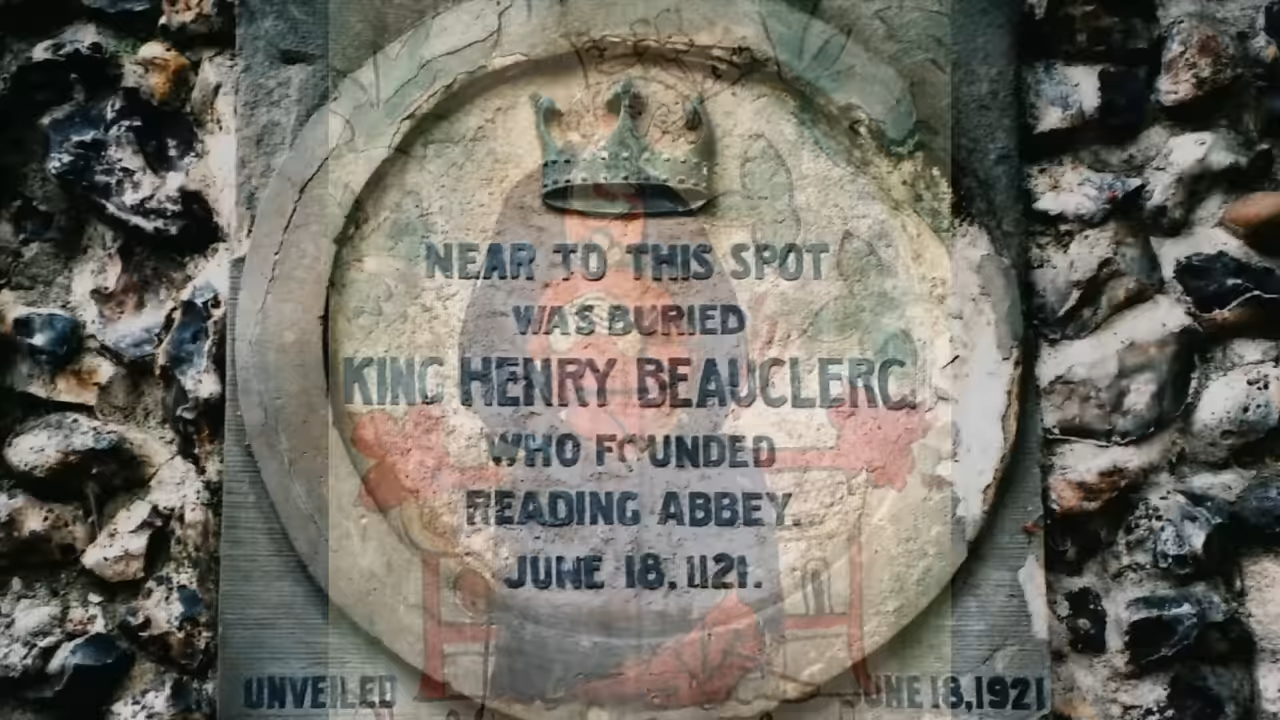 NEAR TO THIS SPOT
WAS BURIED
KING HENRY BEAUCLERC.
WHO FOUNDED
READING ABBEY.
JUNE 18, 1121.
UNVEILED JUNE 18, 1921